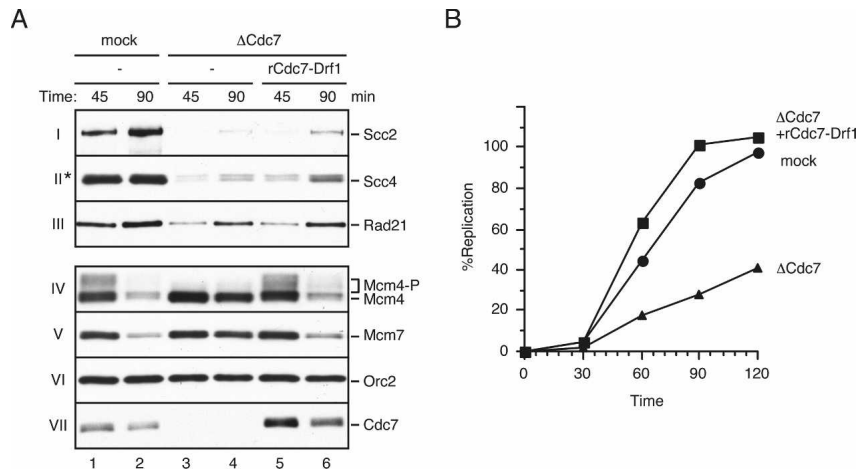 A
mock ΔCdc7
- - rCdc7-Drf1
Time: 45 90 45 90 45 90 min
I Scc2
II* Scc4
III Rad21
IV Mcm4-P
Mcm4
V Mcm7
VI Orc2
VII Cdc7
1 2 3 4 5 6
B
%Replication
100
80
60
40
20
0
0 30 60 90 120
Time
ΔCdc7
+rCdc7-Drf1
mock
ΔCdc7